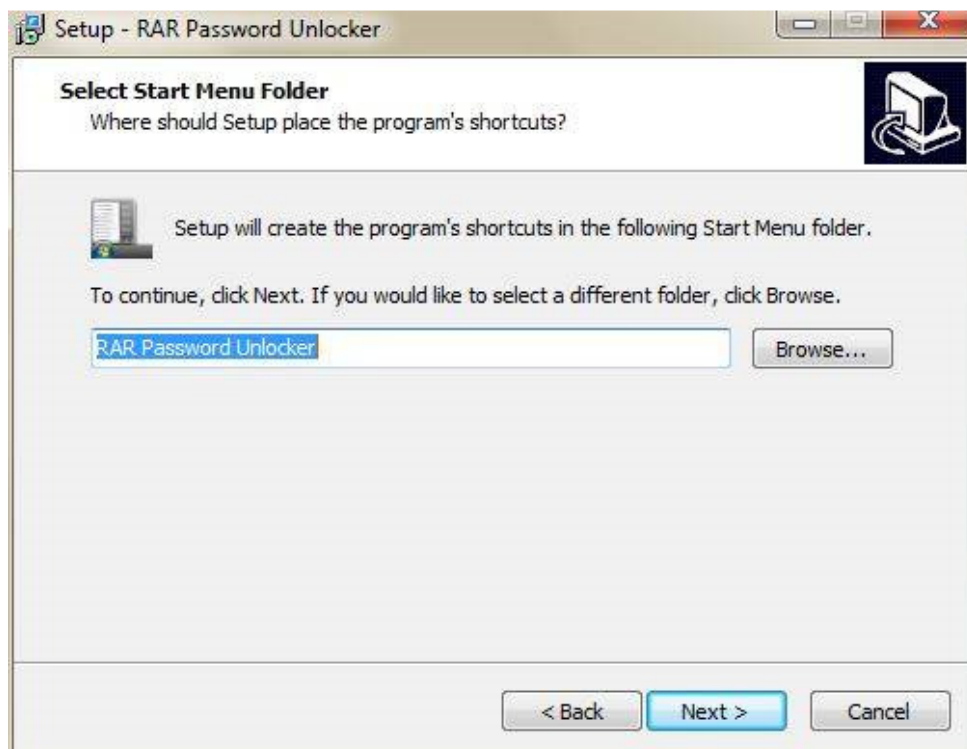 Setup - RAR Password Unlocker
Select Start Menu Folder
Where should Setup place the program's shortcuts?
Setup will create the program's shortcuts in the following Start Menu folder.
To continue, click Next. If you would like to select a different folder, click Browse.
RAR Password Unlocker
Browse...
< Back
Next >
Cancel